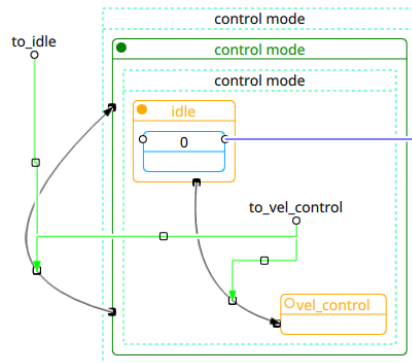 control mode
to_idle
control mode
control mode
idle
0
to_vel_control
vel_control